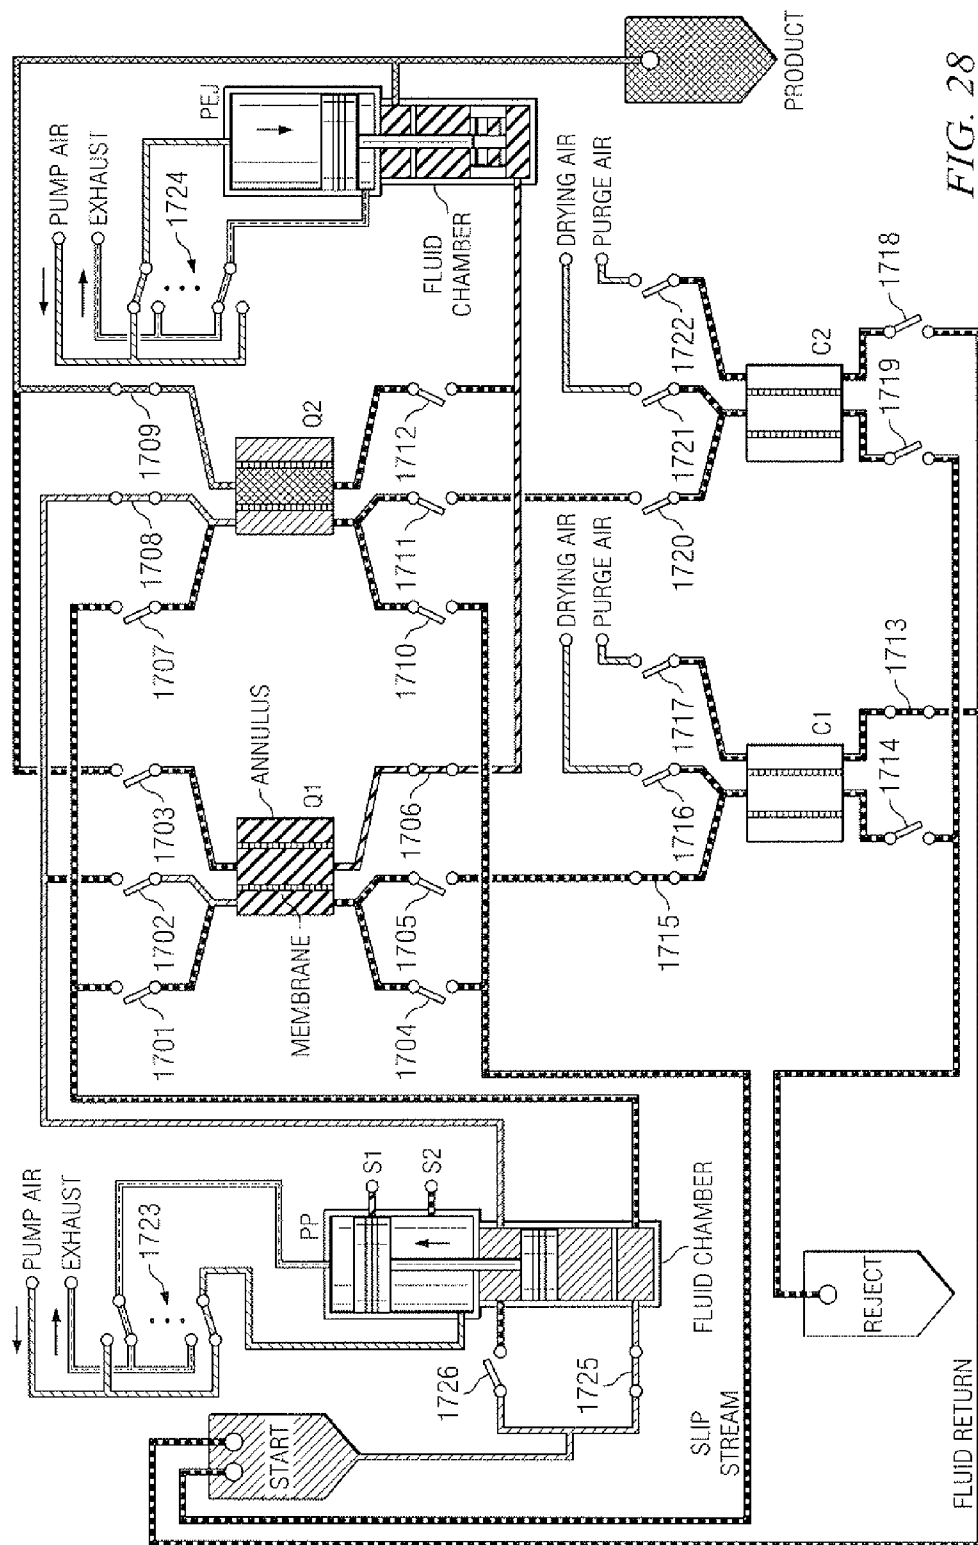 PUMP AIR
EXHAUST
1723
START
PP
S1
S2
1726
1725
FLUID CHAMBER
SLIP
STREAM
REJECT
FLUID RETURN
1701
1702
1703
ANNULUS
Q1
MEMBRANE
1704
1705
1706
1707
1708
1709
Q2
1710
1711
1712
PUMP AIR
EXHAUST
1724
PEJ
FLUID
CHAMBER
PRODUCT
DRYING AIR
PURGE AIR
1715
1716
1717
C1
1714
1713
DRYING AIR
PURGE AIR
1720
1721
1722
C2
1719
1718
FIG. 28